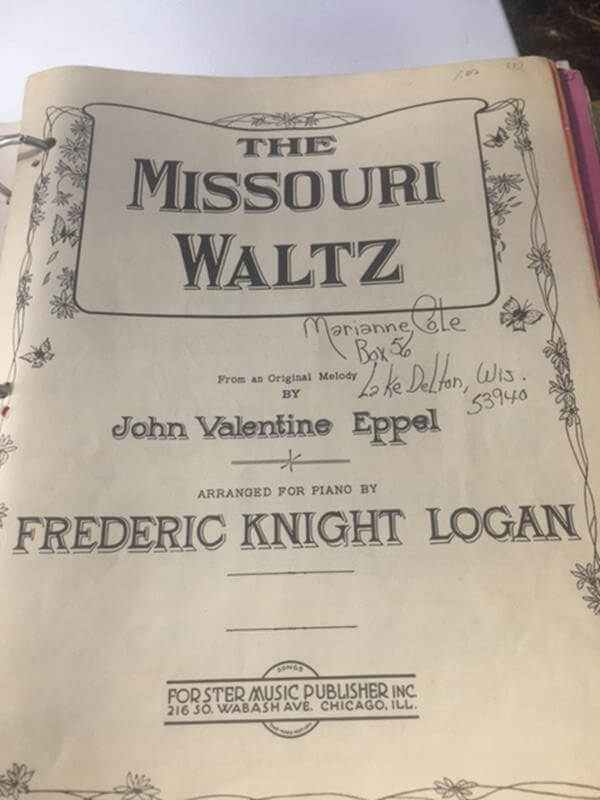 THE
MISSOURI
WALTZ
Marianne Cole
Box 56
Lake Delton, Wis.
53940
From an Original Melody
BY
John Valentine Eppel
ARRANGED FOR PIANO BY
FREDERIC KNIGHT LOGAN
SONGS
FORSTER MUSIC PUBLISHER INC.
216 SO. WABASH AVE. CHICAGO, ILL.